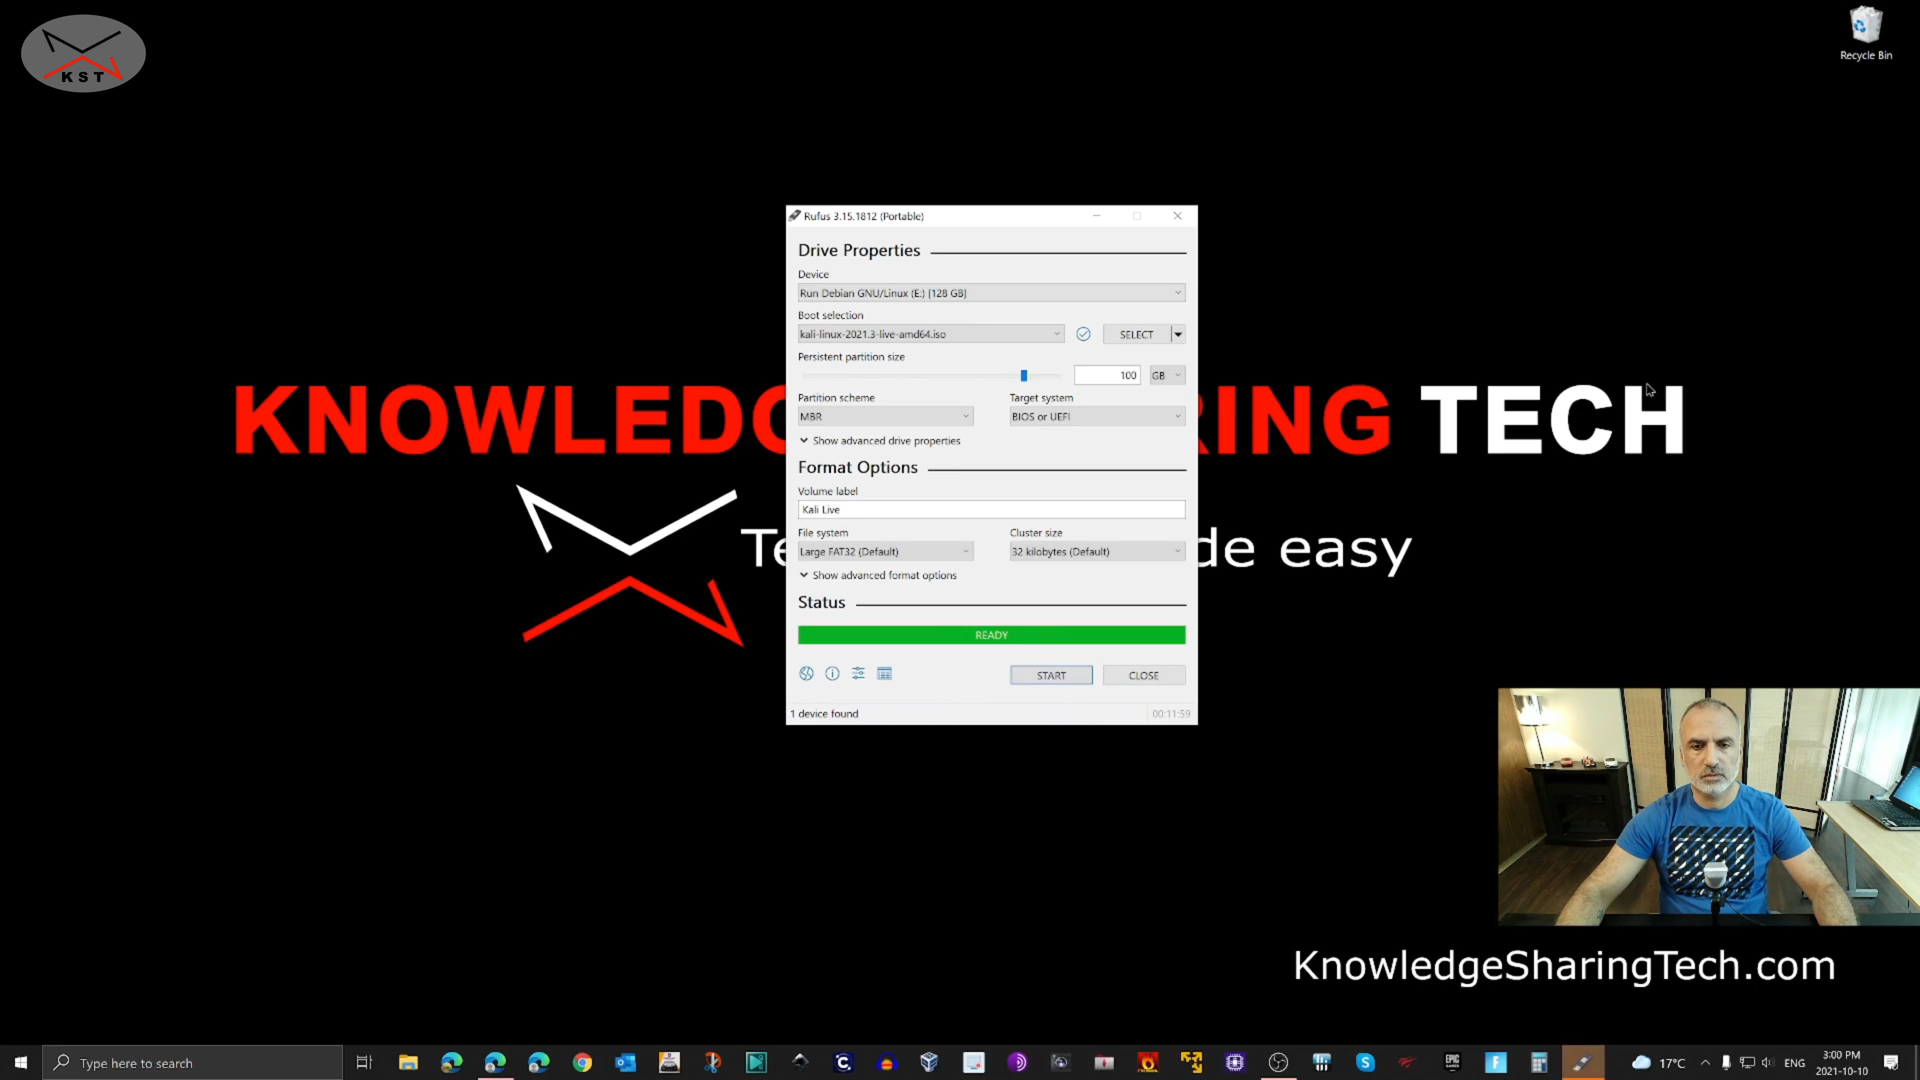 KST
Recycle Bin
Rufus 3.15.1812 (Portable)
Drive Properties
Device
Run Debian GNU/Linux (E:) [128 GB]
Boot selection
kali-linux-2021.3-live-amd64.iso
SELECT
Persistent partition size
100
GB
Partition scheme
Target system
MBR
BIOS or UEFI
Show advanced drive properties
Format Options
Volume label
Kali Live
File system
Cluster size
Large FAT32 (Default)
32 kilobytes (Default)
Show advanced format options
Status
READY
START
CLOSE
1 device found
00:11:59
KNOWLEDG RING TECH
Te de easy
KnowledgeSharingTech.com
Type here to search
17°C
ENG
3:00 PM
2021-10-10